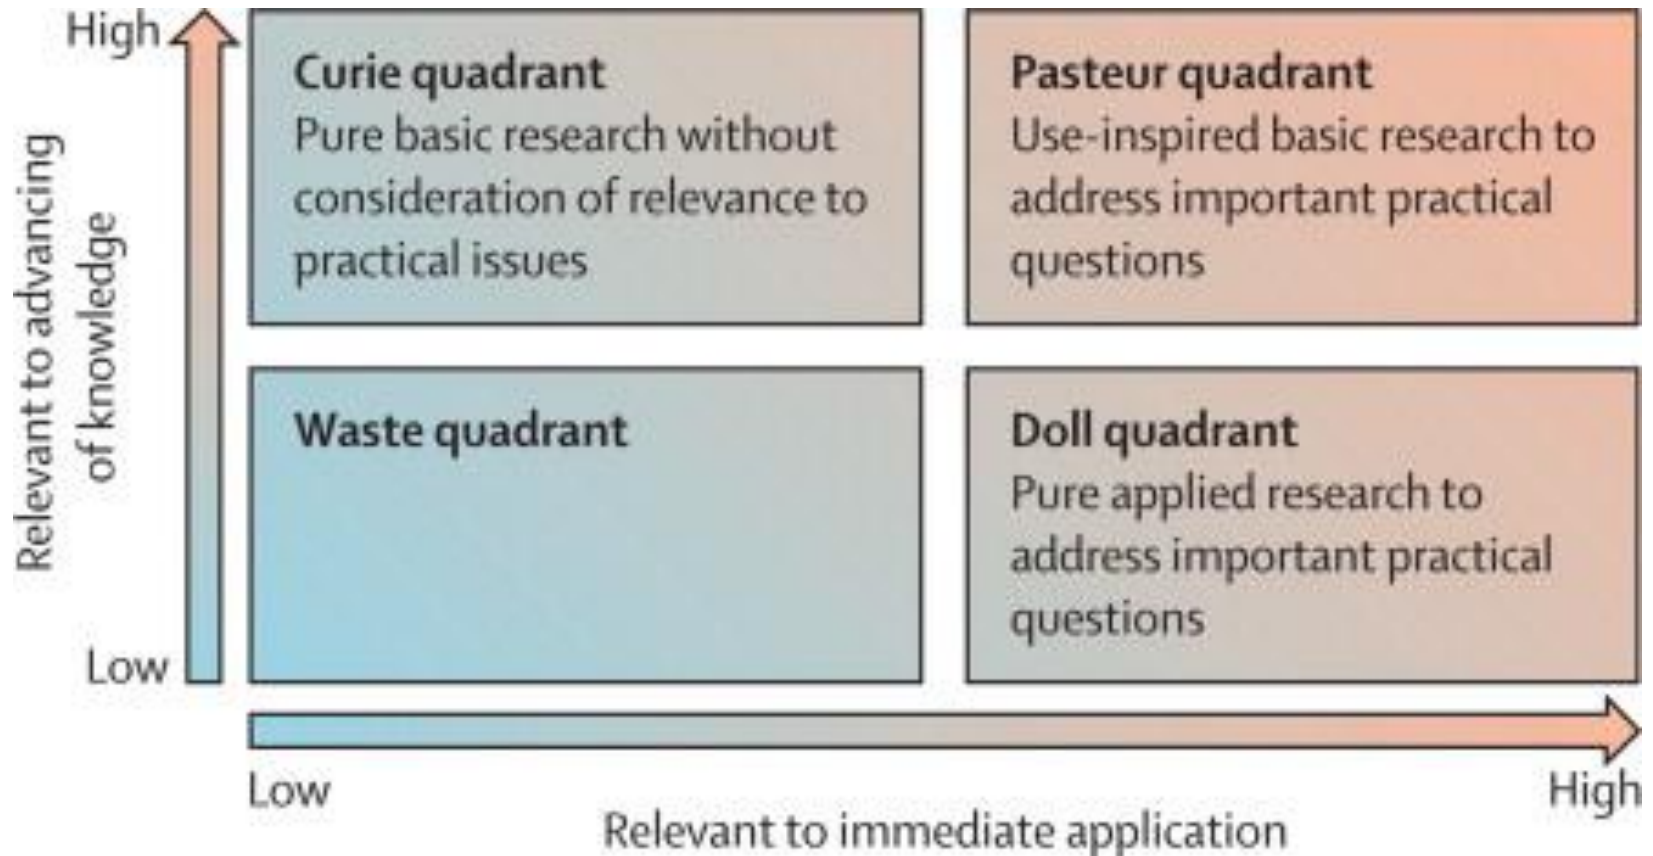 High
Relevant to advancing
of knowledge
Low
Curie quadrant
Pure basic research without
consideration of relevance to
practical issues
Pasteur quadrant
Use-inspired basic research to
address important practical
questions
Waste quadrant
Doll quadrant
Pure applied research to
address important practical
questions
Low
High
Relevant to immediate application